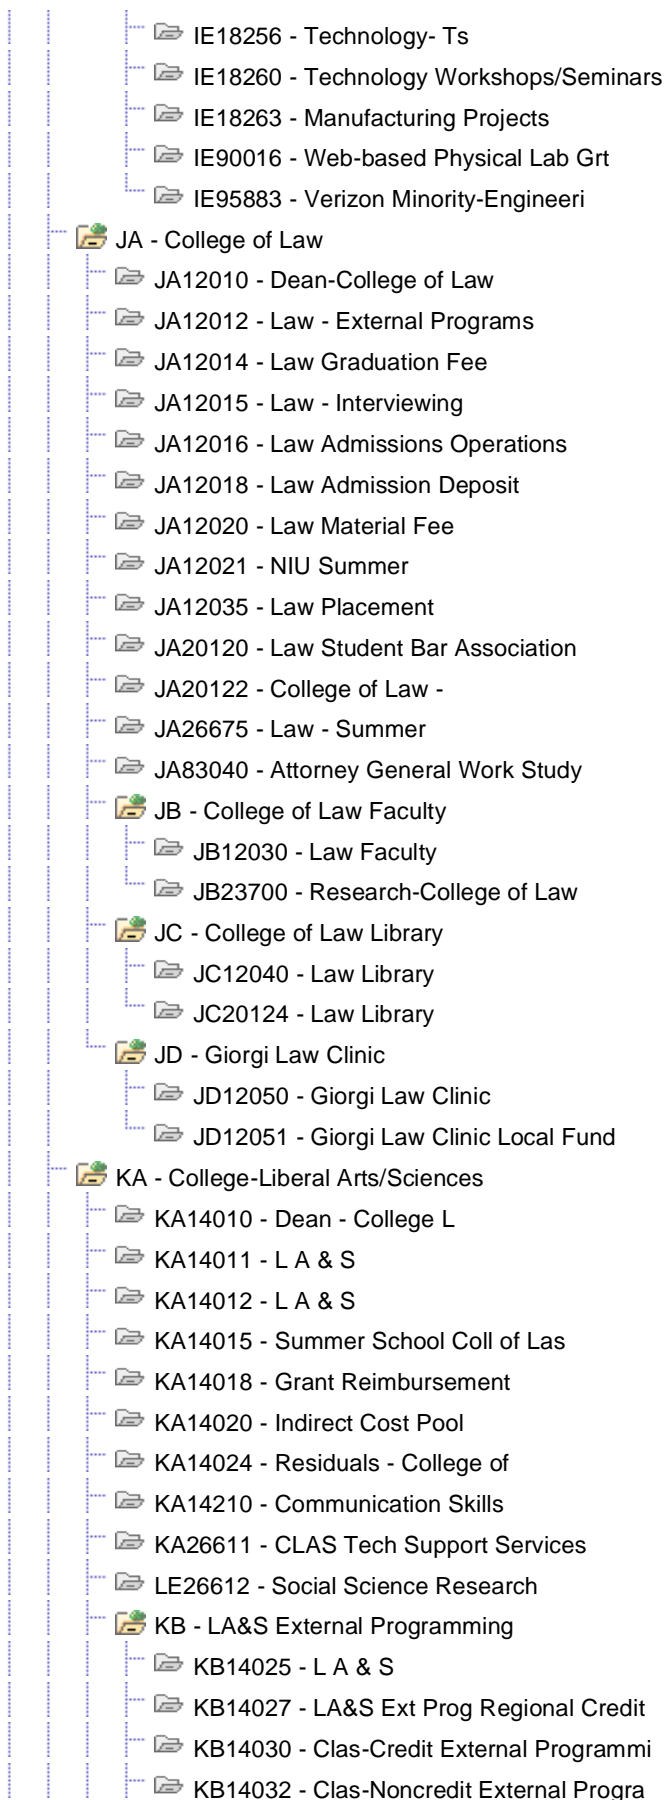 IE18256 - Technology- Ts
IE18260 - Technology Workshops/Seminars
IE18263 - Manufacturing Projects
IE90016 - Web-based Physical Lab Grt
IE95883 - Verizon Minority-Engineeri
JA - College of Law
JA12010 - Dean-College of Law
JA12012 - Law - External Programs
JA12014 - Law Graduation Fee
JA12015 - Law - Interviewing
JA12016 - Law Admissions Operations
JA12018 - Law Admission Deposit
JA12020 - Law Material Fee
JA12021 - NIU Summer
JA12035 - Law Placement
JA20120 - Law Student Bar Association
JA20122 - College of Law -
JA26675 - Law - Summer
JA83040 - Attorney General Work Study
JB - College of Law Faculty
JB12030 - Law Faculty
JB23700 - Research-College of Law
JC - College of Law Library
JC12040 - Law Library
JC20124 - Law Library
JD - Giorgi Law Clinic
JD12050 - Giorgi Law Clinic
JD12051 - Giorgi Law Clinic Local Fund
KA - College-Liberal Arts/Sciences
KA14010 - Dean - College L
KA14011 - L A & S
KA14012 - L A & S
KA14015 - Summer School Coll of Las
KA14018 - Grant Reimbursement
KA14020 - Indirect Cost Pool
KA14024 - Residuals - College of
KA14210 - Communication Skills
KA26611 - CLAS Tech Support Services
LE26612 - Social Science Research
KB - LA&S External Programming
KB14025 - L A & S
KB14027 - LA&S Ext Prog Regional Credit
KB14030 - Clas-Credit External Programmi
KB14032 - Clas-Noncredit External Progra